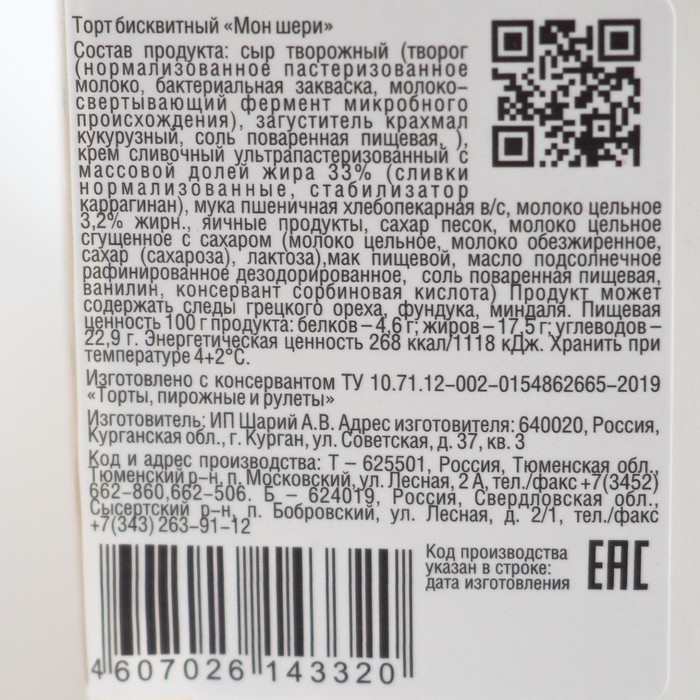 Торт бисквитный «Мон шери»
Состав продукта: сыр творожный (творог
(нормализованное пастеризованное
молоко, бактериальная закваска, молоко-
свертывающий фермент микробного
происхождения), загуститель крахмал
кукурузный, соль поваренная пищевая, ),
крем сливочный ультрапастеризованный с
массовой долей жира 33% (сливки
нормализованные, стабилизатор
каррагинан), мука пшеничная хлебопекарная в/с, молоко цельное
3,2% жирн., яичные продукты, сахар песок, молоко цельное
сгущенное с сахаром (молоко цельное, молоко обезжиренное,
сахар (сахароза), лактоза),мак пищевой, масло подсолнечное
рафинированное дезодорированное, соль поваренная пищевая,
ванилин, консервант сорбиновая кислота) Продукт может
содержать следы грецкого ореха, фундука, миндаля. Пищевая
ценность 100 г продукта: белков – 4,6 г; жиров – 17,5 г; углеводов –
22,9 г. Энергетическая ценность 268 ккал/1118 кДж. Хранить при
температуре 4+2°С.
Изготовлено с консервантом ТУ 10.71.12-002-0154862665-2019
«Торты, пирожные и рулеты»
Изготовитель: ИП Шарий А.В. Адрес изготовителя: 640020, Россия,
Курганская обл., г. Курган, ул. Советская, д. 37, кв. 3
Код и адрес производства: Т – 625501, Россия, Тюменская обл.,
Тюменский р-н, п. Московский, ул. Лесная, 2 А, тел./факс +7(3452)
662-860,662-506. Б – 624019, Россия, Свердловская обл.,
Сысертский р-н, п. Бобровский, ул. Лесная, д. 2/1, тел./факс
+7(343) 263-91-12
Код производства
указан в строке:
дата изготовления
ЕАС
4 607026 143320